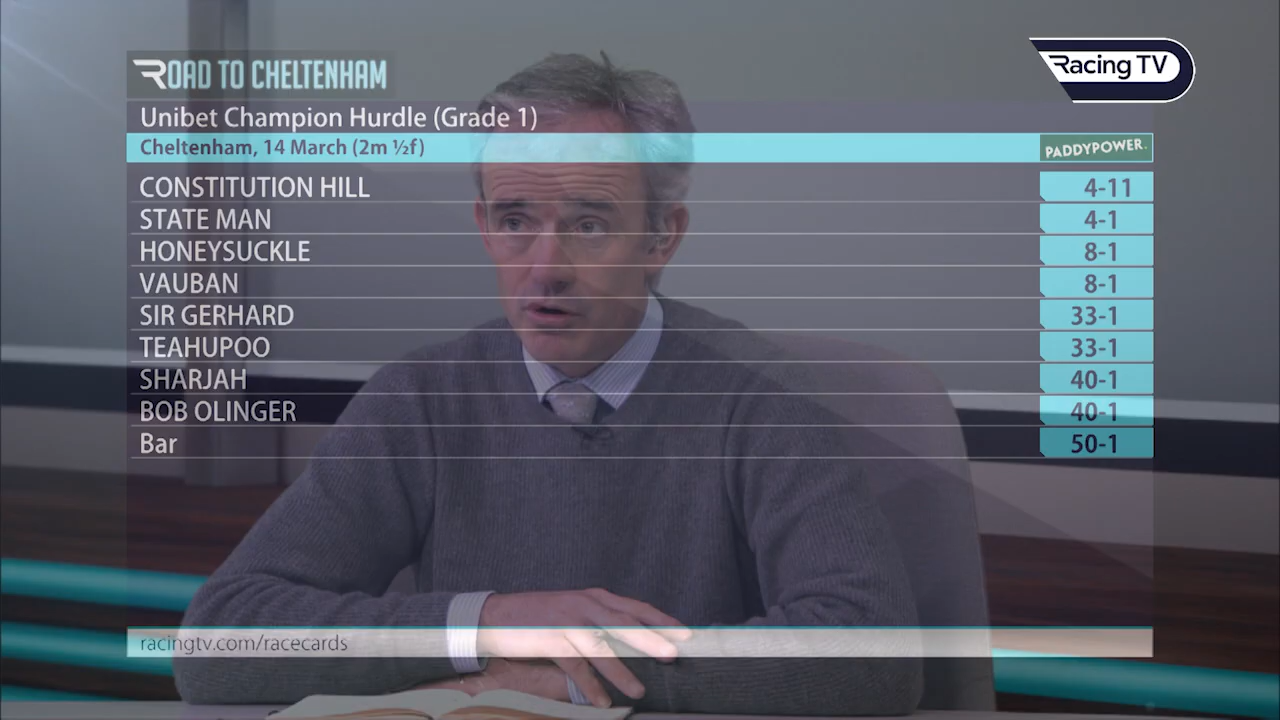 ROAD TO CHELTENHAM
Racing TV
Unibet Champion Hurdle (Grade 1)
Cheltenham, 14 March (2m ½f)
PADDYPOWER.
CONSTITUTION HILL 4-11
STATE MAN 4-1
HONEYSUCKLE 8-1
VAUBAN 8-1
SIR GERHARD 33-1
TEAHUPOO 33-1
SHARJAH 40-1
BOB OLINGER 40-1
Bar 50-1
racingtv.com/racecards